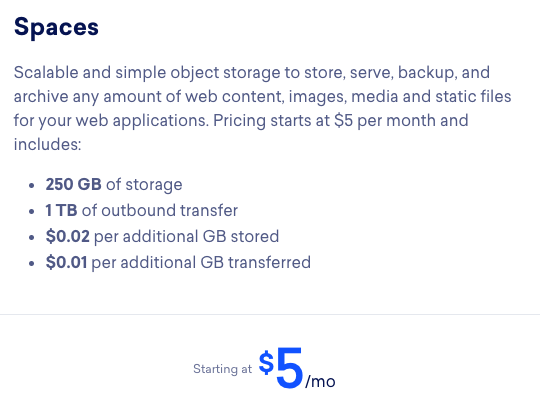 Spaces
Scalable and simple object storage to store, serve, backup, and
archive any amount of web content, images, media and static files
for your web applications. Pricing starts at $5 per month and
includes:
• 250 GB of storage
• 1 TB of outbound transfer
• $0.02 per additional GB stored
• $0.01 per additional GB transferred
Starting at $5/mo